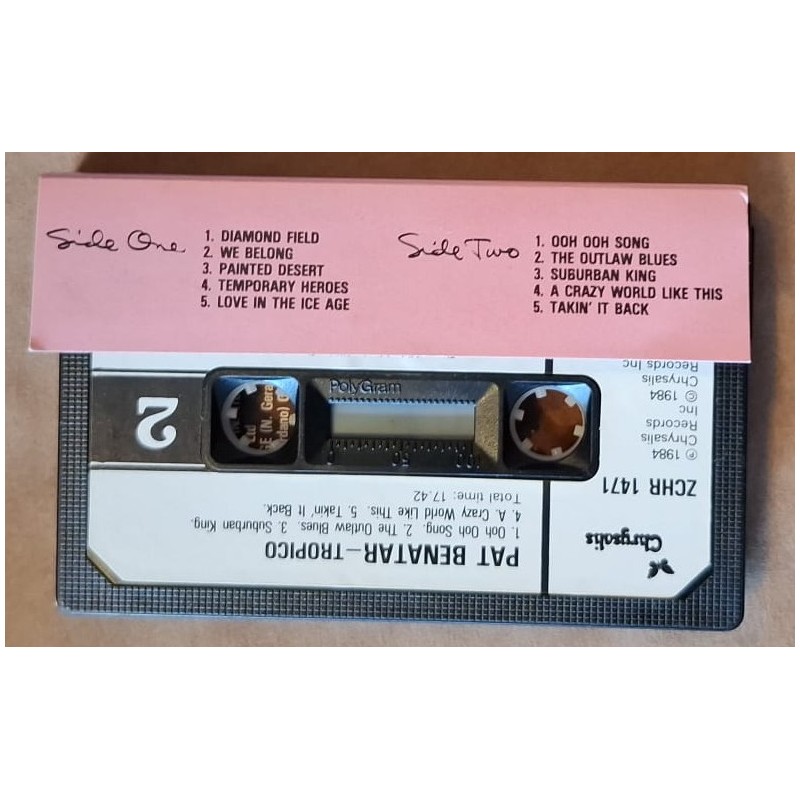 Side One
1. DIAMOND FIELD
2. WE BELONG
3. PAINTED DESERT
4. TEMPORARY HEROES
5. LOVE IN THE ICE AGE
Side Two
1. OOH OOH SONG
2. THE OUTLAW BLUES
3. SUBURBAN KING
4. A CRAZY WORLD LIKE THIS
5. TAKIN' IT BACK
Chrysalis
ZCHR 1471
℗ 1984
Chrysalis
Records
Inc
© 1984
Chrysalis
Records Inc
PAT BENATAR—TROPICO
1. Ooh Ooh Song. 2. The Outlaw Blues. 3. Suburban King.
4. A. Crazy World Like This. 5. Takin' It Back.
Total time: 17.42
2
PolyGram
0 50 100
(N. Gera